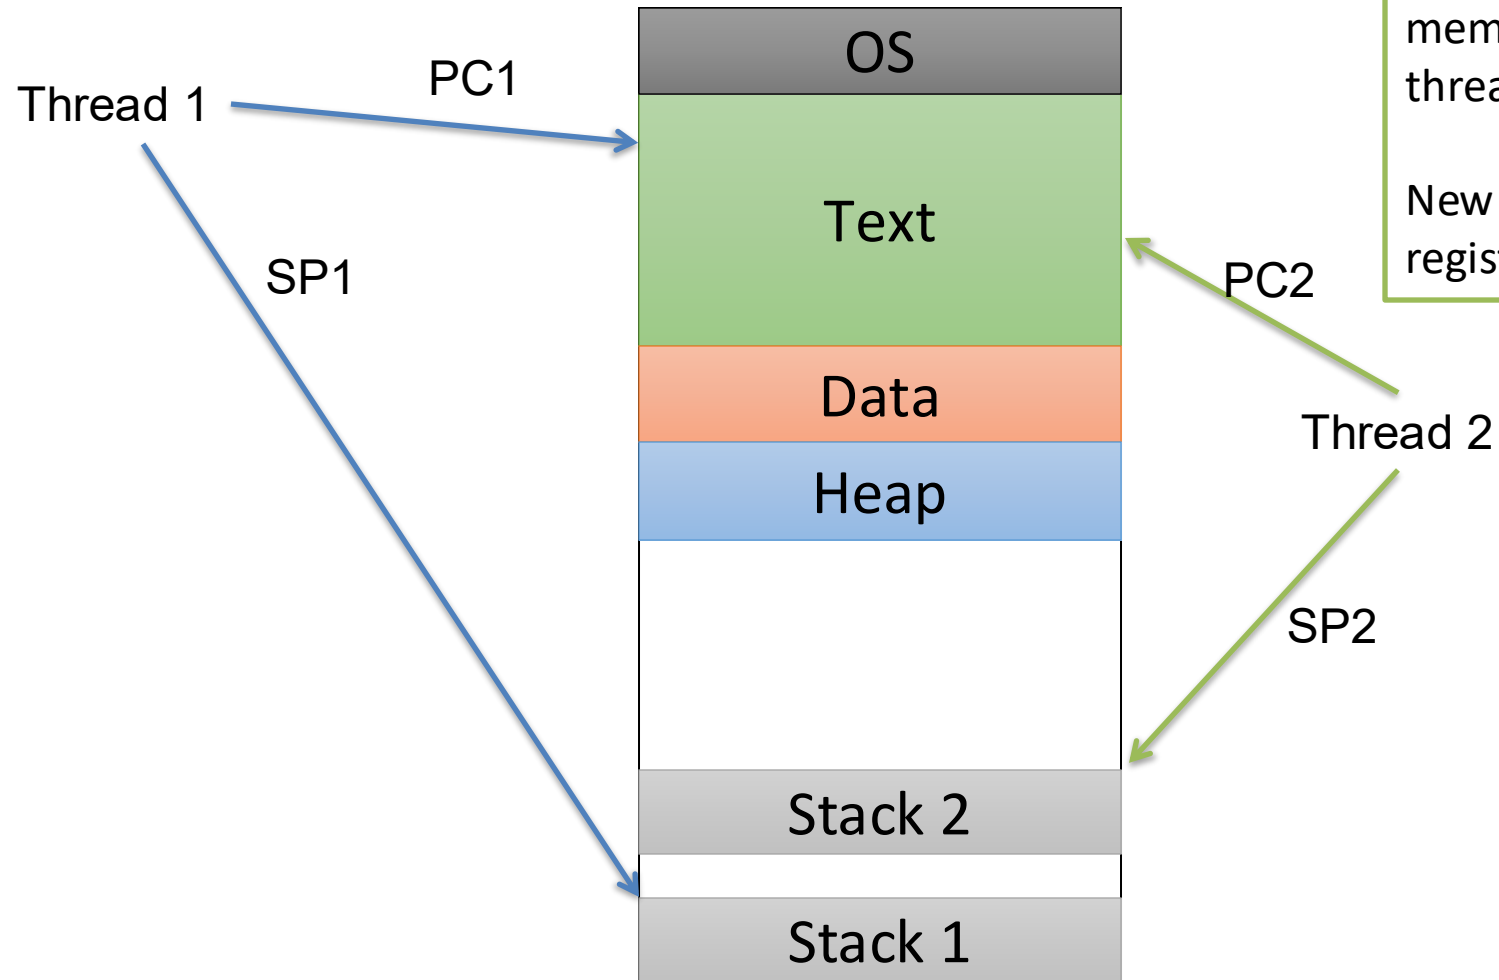 OS
Thread 1
PC1
Text
SP1
Data
Heap
Stack 2
Stack 1
PC2
Thread 2
SP2
New